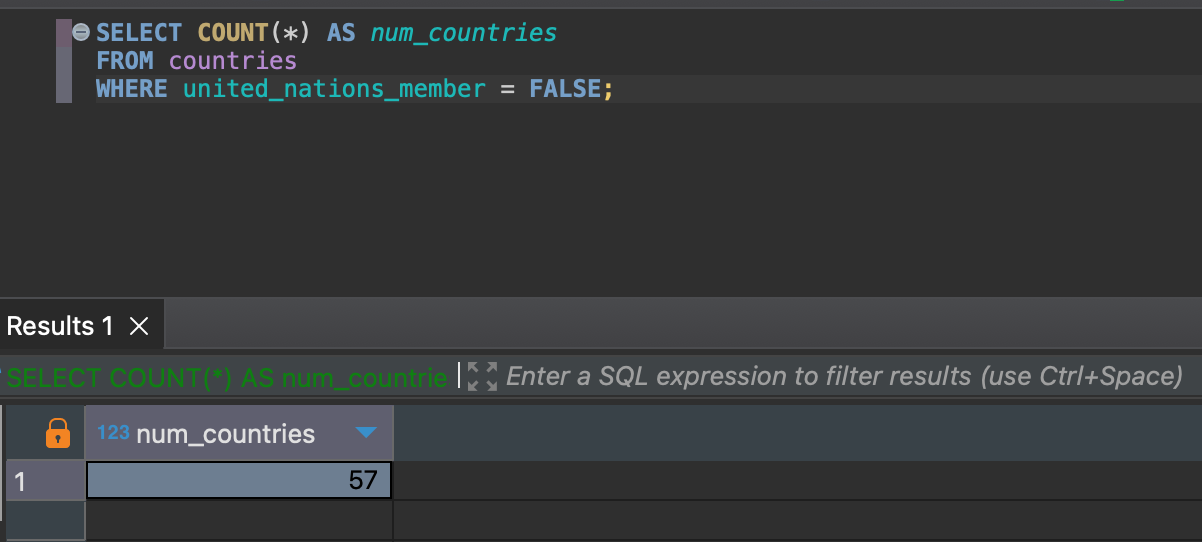 SELECT COUNT(*) AS num_countries
FROM countries
WHERE united_nations_member = FALSE;
Results 1
SELECT COUNT(*) AS num_countrie Enter a SQL expression to filter results (use Ctrl+Space)
123 num_countries
1 57